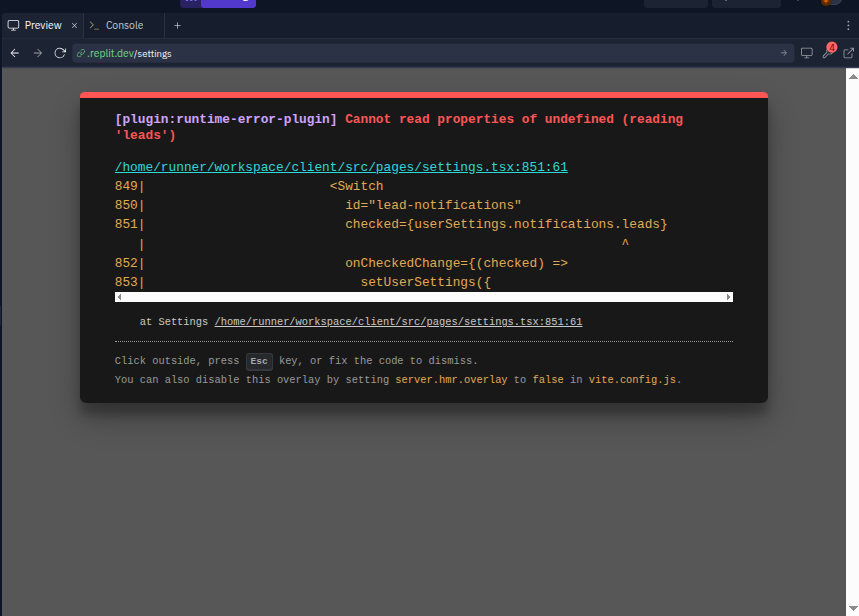 Preview × Console +
.replit.dev/settings
4
[plugin:runtime-error-plugin] Cannot read properties of undefined (reading
'leads')
/home/runner/workspace/client/src/pages/settings.tsx:851:61
849| <Switch
850| id="lead-notifications"
851| checked={userSettings.notifications.leads}
| ^
852| onCheckedChange={(checked) =>
853| setUserSettings({
at Settings /home/runner/workspace/client/src/pages/settings.tsx:851:61
Click outside, press Esc key, or fix the code to dismiss.
You can also disable this overlay by setting server.hmr.overlay to false in vite.config.js.